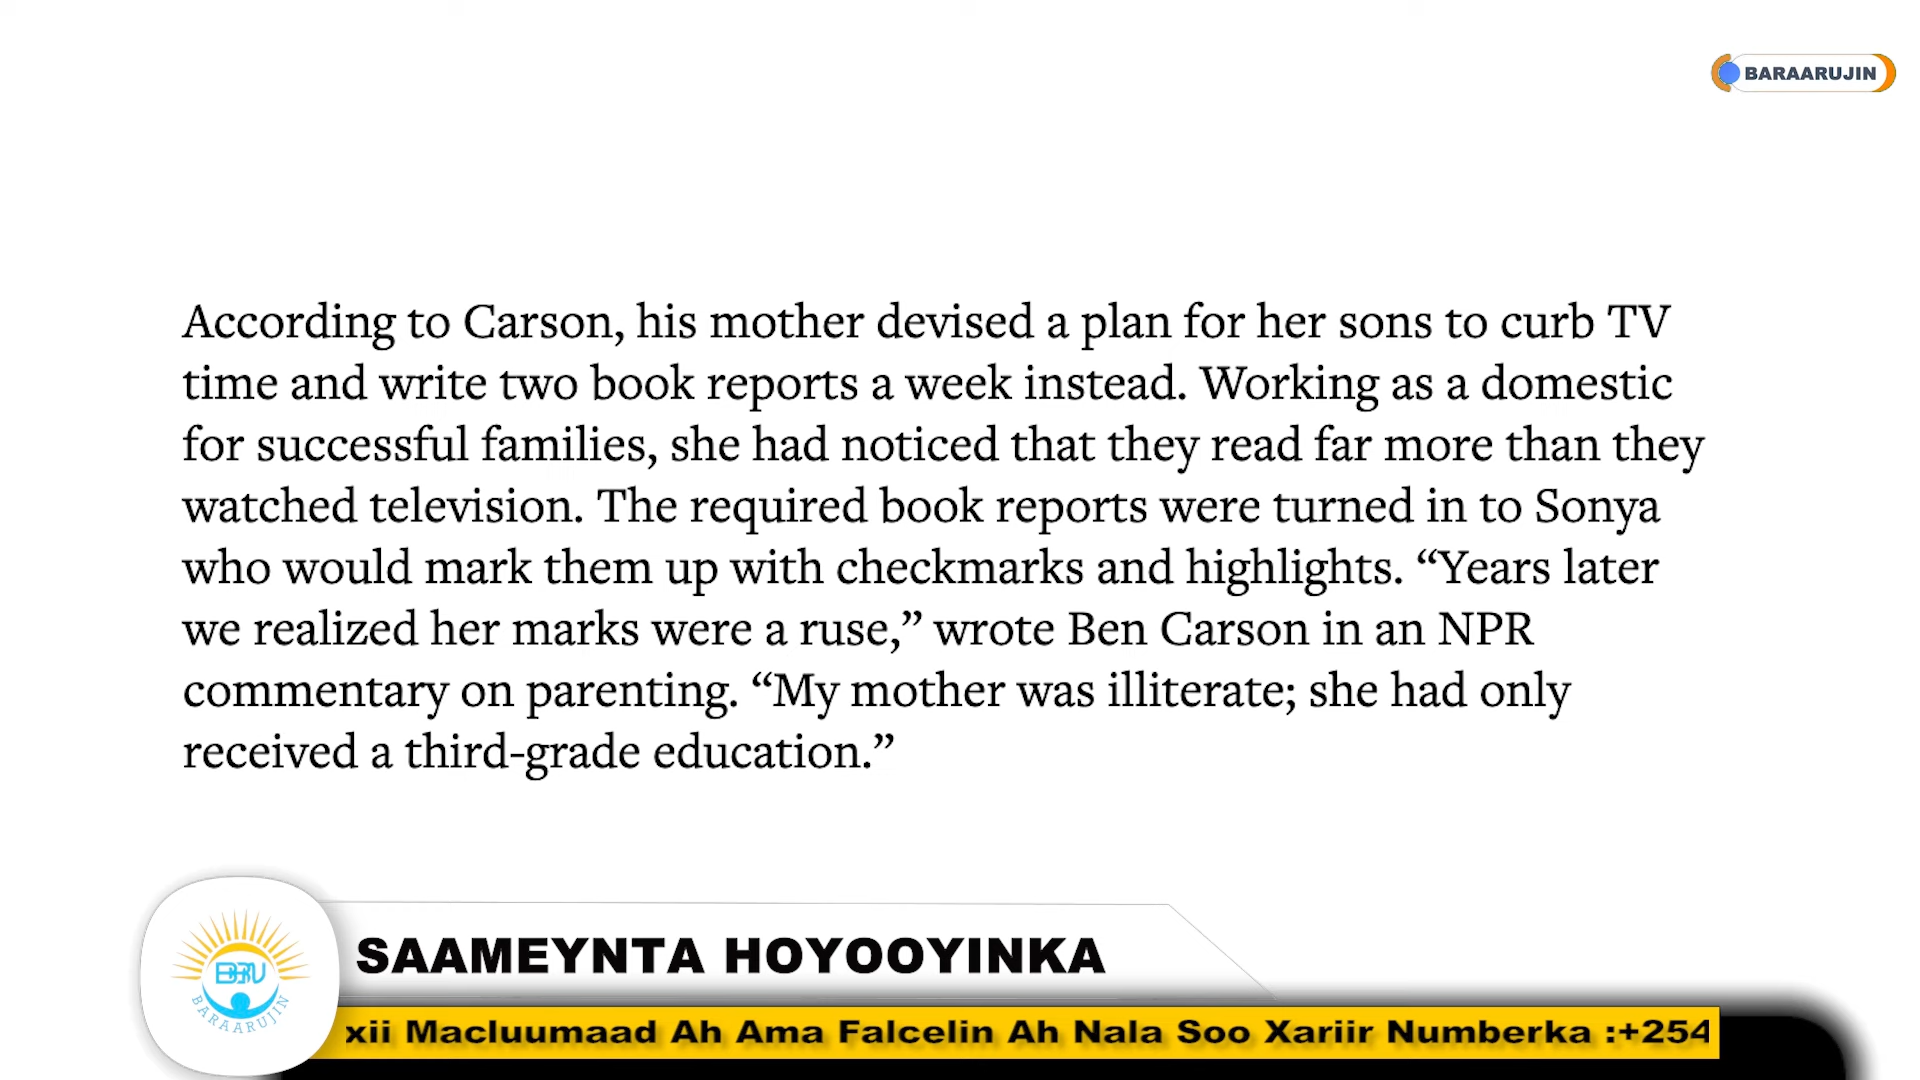 BARAARUJIN
According to Carson, his mother devised a plan for her sons to curb TV
time and write two book reports a week instead. Working as a domestic
for successful families, she had noticed that they read far more than they
watched television. The required book reports were turned in to Sonya
who would mark them up with checkmarks and highlights. “Years later
we realized her marks were a ruse,” wrote Ben Carson in an NPR
commentary on parenting. “My mother was illiterate; she had only
received a third-grade education.”
SAAMEYNTA HOYOOYINKA
BARAARUJIN
xii Macluumaad Ah Ama Falcelin Ah Nala Soo Xariir Numberka :+254